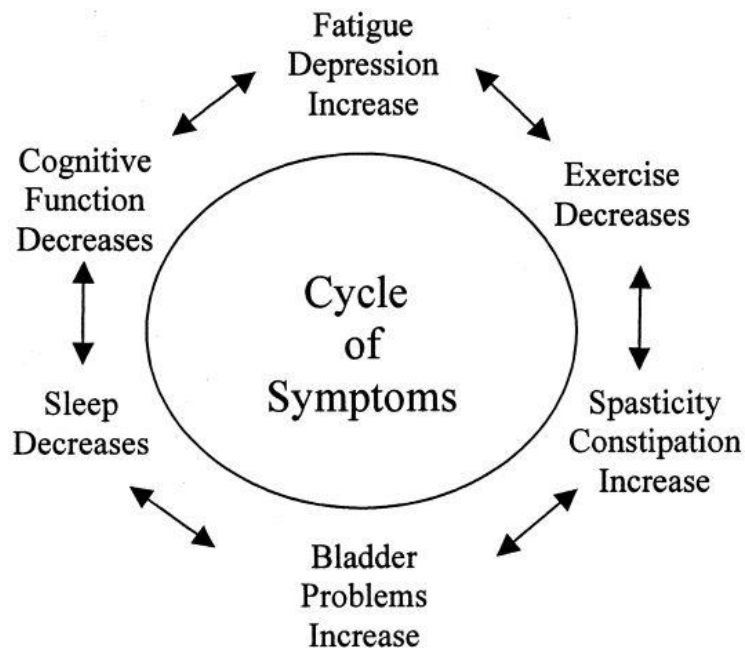 Fatigue
Depression
Increase
Exercise
Decreases
Spasticity
Constipation
Increase
Bladder
Problems
Increase
Sleep
Decreases
Cognitive
Function
Decreases
Cycle
of
Symptoms